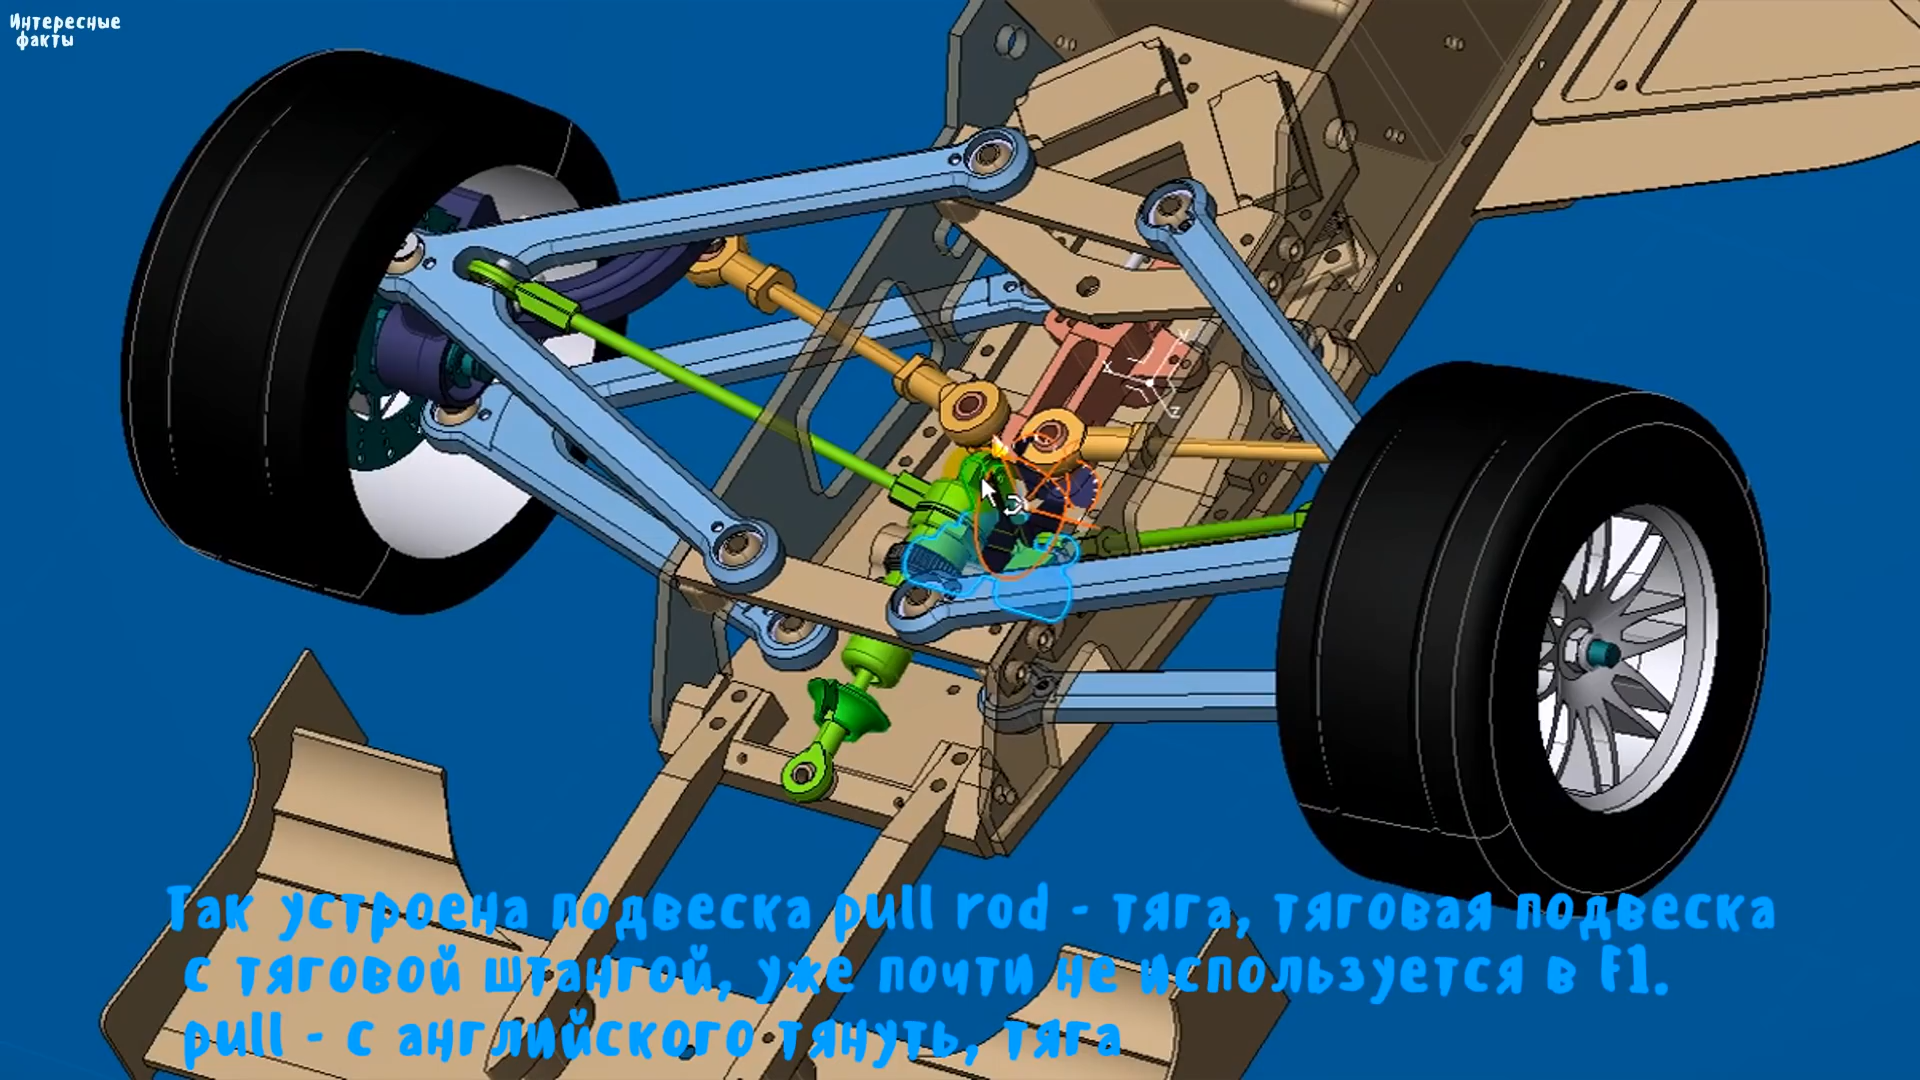 Интересные
факты
Y
X
Z
Так устроена подвеска pull rod - тяга, тяговая подвеска
с тяговой штангой, уже почти не используется в F1.
pull - с английского тянуть, тяга